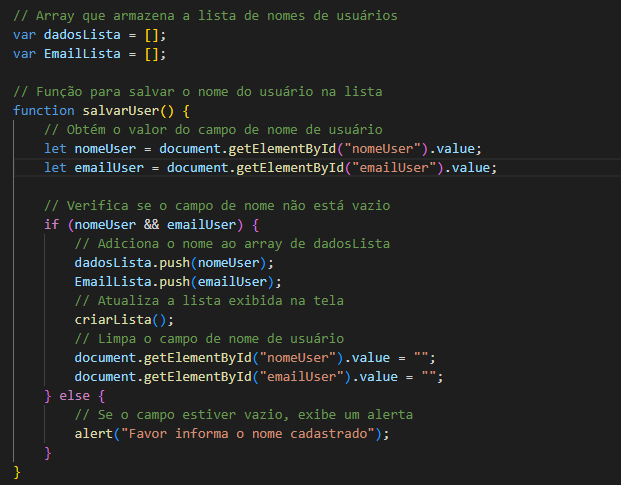 // Array que armazena a lista de nomes de usuários
var dadosLista = [];
var EmailLista = [];
// Função para salvar o nome do usuário na lista
function salvarUser() {
// Obtém o valor do campo de nome de usuário
let nomeUser = document.getElementById("nomeUser").value;
let emailUser = document.getElementById("emailUser").value;
// Verifica se o campo de nome não está vazio
if (nomeUser && emailUser) {
// Adiciona o nome ao array de dadosLista
dadosLista.push(nomeUser);
EmailLista.push(emailUser);
// Atualiza a lista exibida na tela
criarLista();
// Limpa o campo de nome de usuário
document.getElementById("nomeUser").value = "";
document.getElementById("emailUser").value = "";
} else {
// Se o campo estiver vazio, exibe um alerta
alert("Favor informa o nome cadastrado");
}
}